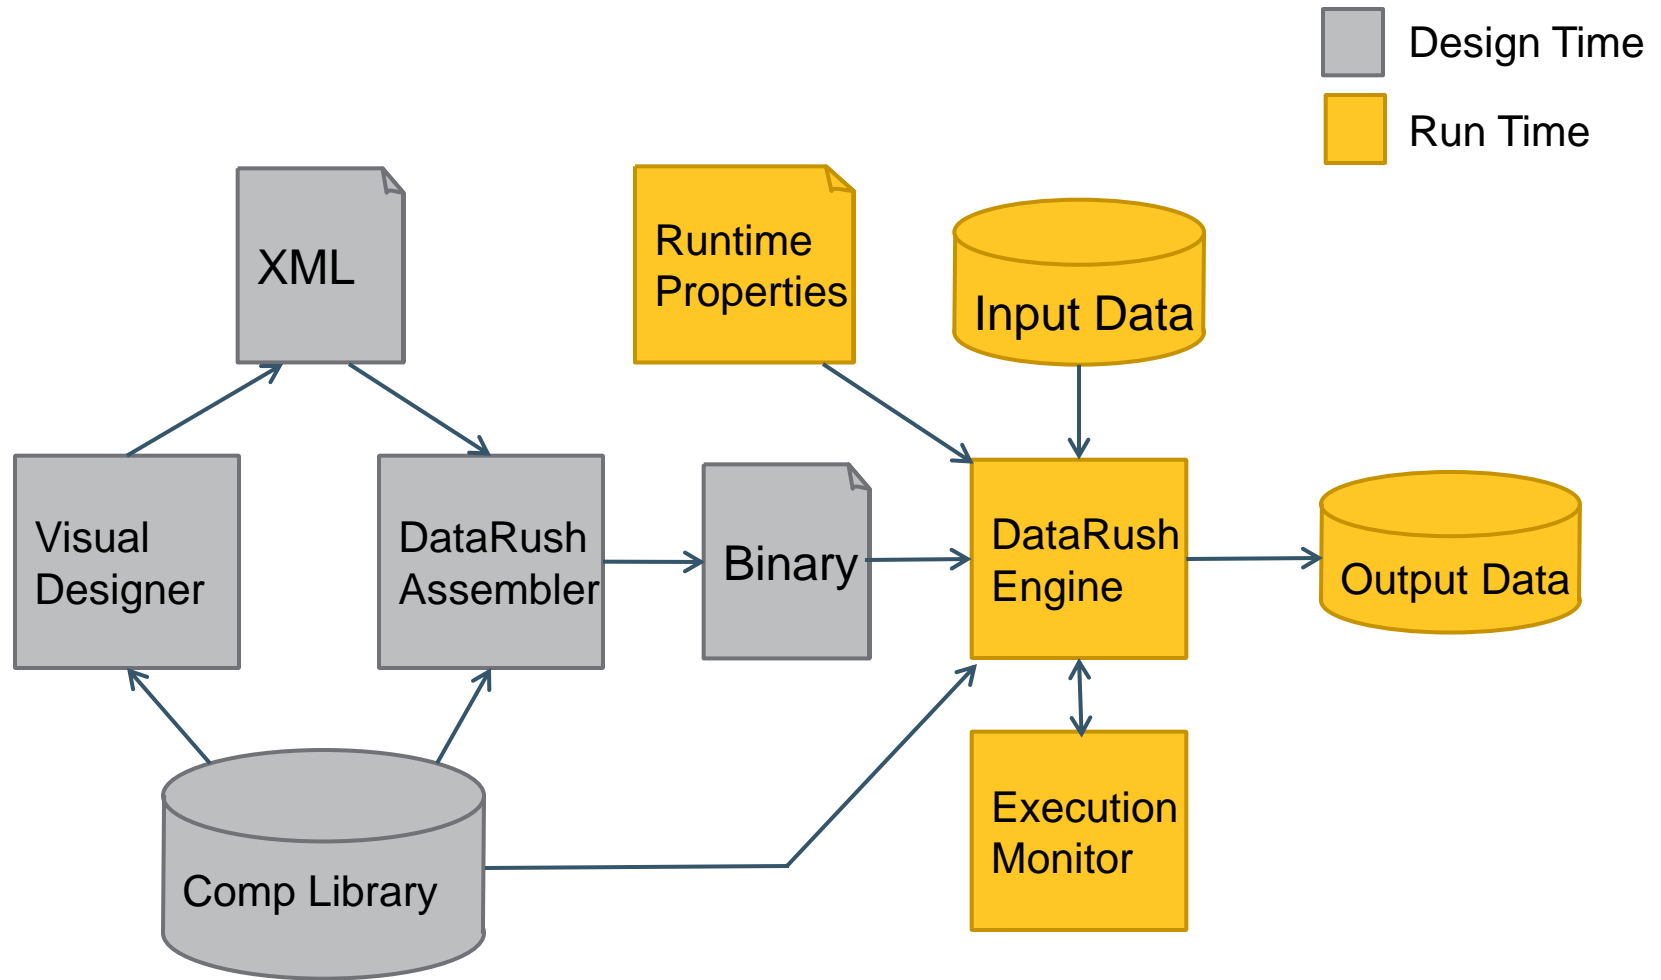 Design Time
Run Time
XML
Runtime
Properties
Input Data
Visual
Designer
DataRush
Assembler
Binary
DataRush
Engine
Output Data
Comp Library
Execution
Monitor